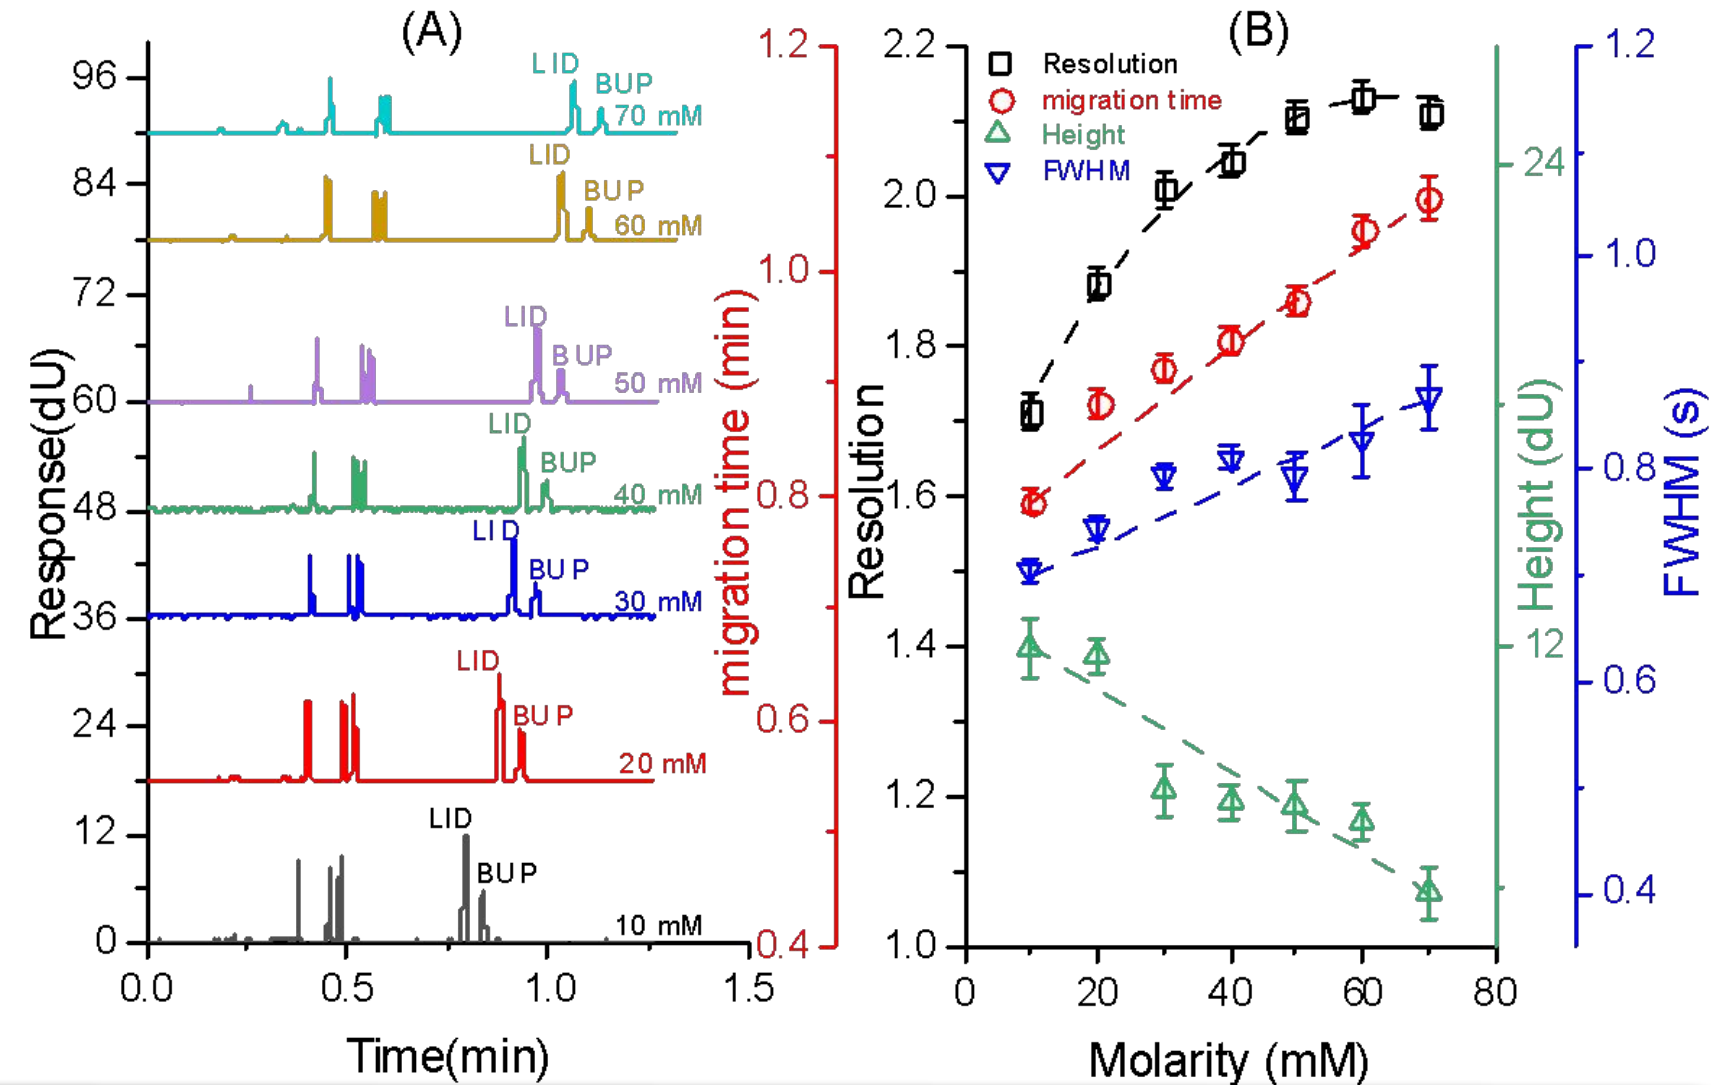 (A)
(B)
Response(dU)
96
84
72
60
48
36
24
12
0
LID
BUP
70 mM
LID
BUP
60 mM
LID
BUP
50 mM
LID
BUP
40 mM
LID
BUP
30 mM
LID
BUP
20 mM
LID
BUP
10 mM
0.0 0.5 1.0 1.5
Time(min)
migration time (min)
1.2
1.0
0.8
0.6
0.4
Resolution
2.2
2.0
1.8
1.6
1.4
1.2
1.0
Resolution
migration time
Height
FWHM
0 20 40 60 80
Molarity (mM)
24
12
Height (dU)
1.2
1.0
0.8
0.6
0.4
FWHM (s)